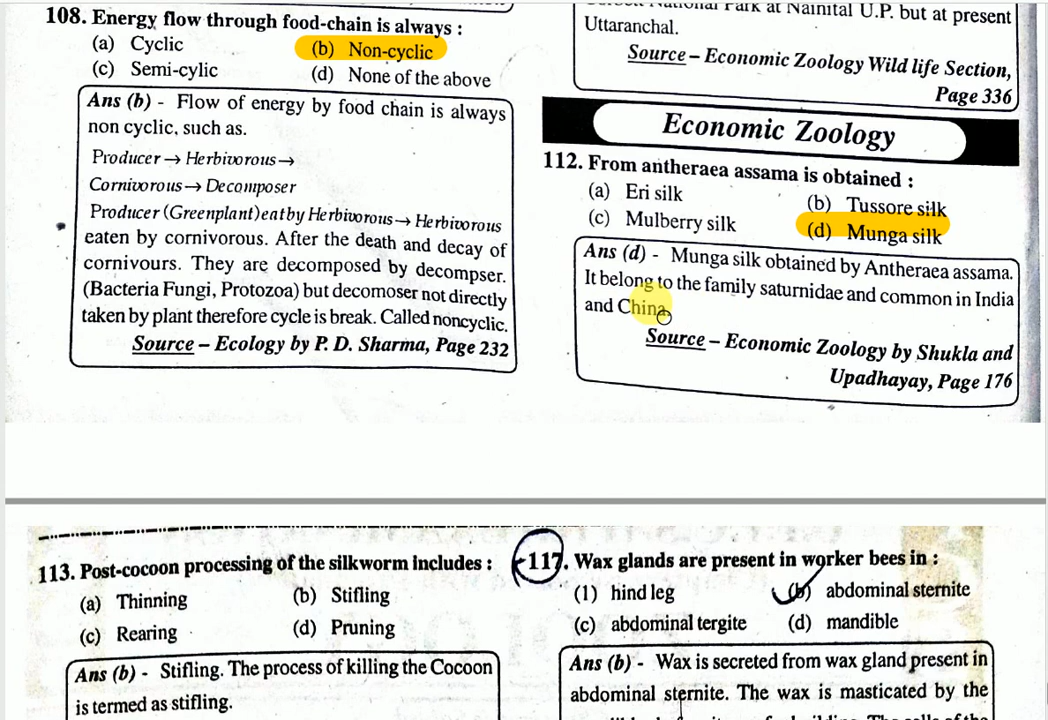 108. Energy flow through food-chain is always :
(a) Cyclic (b) Non-cyclic
(c) Semi-cylic (d) None of the above
Ans (b) - Flow of energy by food chain is always
non cyclic, such as.
Producer → Herbivorous →
Cornivorous → Decomposer
Producer (Greenplant) eatby Herbivorous → Herbivorous
eaten by cornivorous. After the death and decay of
cornivours. They are decomposed by decompser.
(Bacteria Fungi, Protozoa) but decomoser not directly
taken by plant therefore cycle is break. Called noncyclic.
Source – Ecology by P. D. Sharma, Page 232
National Park at Nainital U.P. but at present
Uttaranchal.
Source – Economic Zoology Wild life Section,
Page 336
Economic Zoology
112. From antheraea assama is obtained :
(a) Eri silk (b) Tussore silk
(c) Mulberry silk (d) Munga silk
Ans (d) - Munga silk obtained by Antheraea assama.
It belong to the family saturnidae and common in India
and China.
Source – Economic Zoology by Shukla and
Upadhayay, Page 176
113. Post-cocoon processing of the silkworm includes :
(a) Thinning (b) Stifling
(c) Rearing (d) Pruning
Ans (b) - Stifling. The process of killing the Cocoon
is termed as stifling.
117. Wax glands are present in worker bees in :
(1) hind leg (b) abdominal sternite
(c) abdominal tergite (d) mandible
Ans (b) - Wax is secreted from wax gland present in
abdominal sternite. The wax is masticated by the